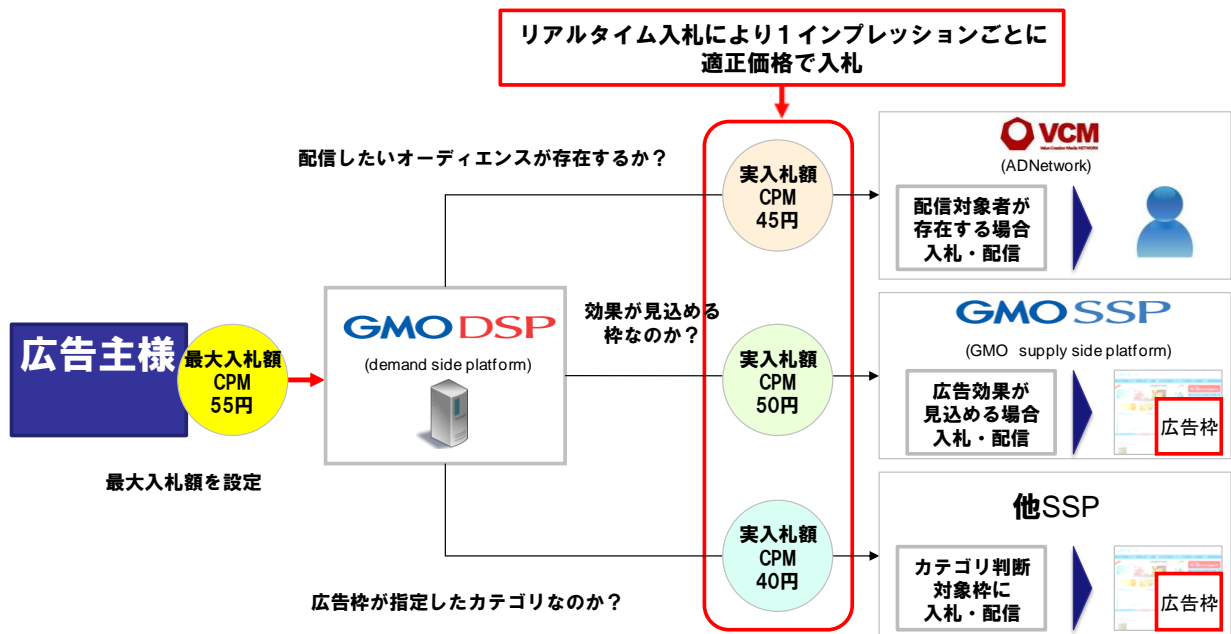 リアルタイム入札により1インプレッションごとに
適正価格で入札
配信したいオーディエンスが存在するか？
実入札額
CPM
45円
VCM
Value Creation Media NETWORK
(ADNetwork)
配信対象者が
存在する場合
入札・配信
広告主様
最大入札額
CPM
55円
最大入札額を設定
GMO DSP
(demand side platform)
効果が見込める
枠なのか？
実入札額
CPM
50円
GMO SSP
(GMO supply side platform)
広告効果が
見込める場合
入札・配信
広告枠
広告枠が指定したカテゴリなのか？
実入札額
CPM
40円
他SSP
カテゴリ判断
対象枠に
入札・配信
広告枠